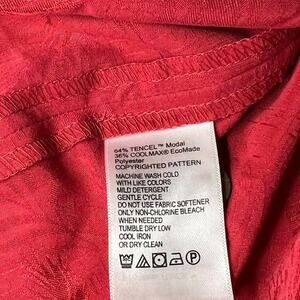 64% TENCEL™ Modal
36% COOLMAX® EcoMade
Polyester
COPYRIGHTED PATTERN
MACHINE WASH COLD
WITH LIKE COLORS
MILD DETERGENT
GENTLE CYCLE
DO NOT USE FABRIC SOFTENER
ONLY NON-CHLORINE BLEACH
WHEN NEEDED
TUMBLE DRY LOW
COOL IRON
OR DRY CLEAN